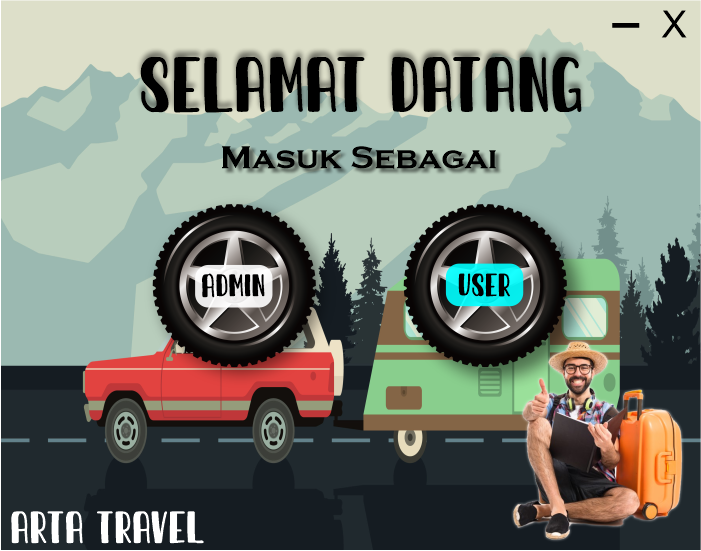 SELAMAT DATANG
MASUK SEBAGAI
ADMIN
USER
ARTA TRAVEL